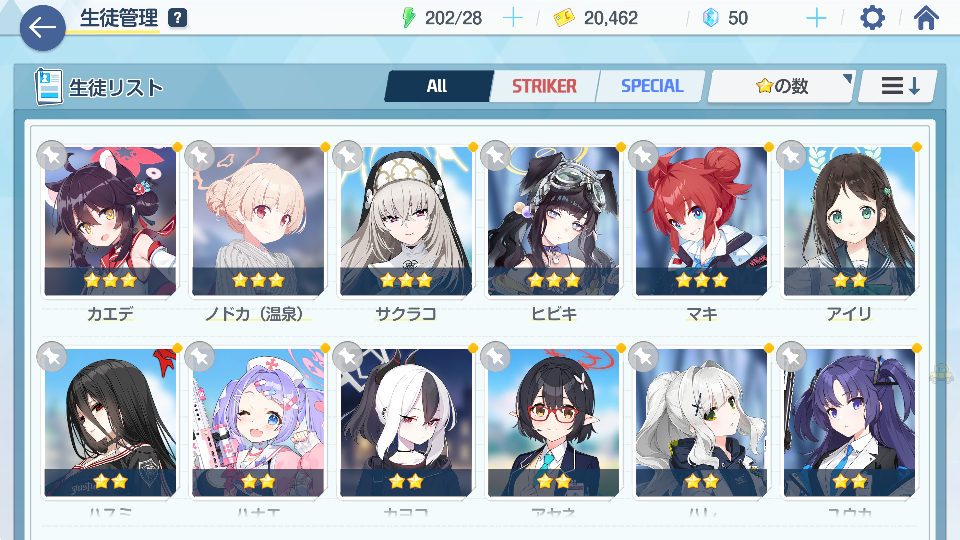 生徒管理 ?
202/28
20,462
50
生徒リスト
All
STRIKER
SPECIAL
の数
カエデ
ノドカ（温泉）
サクラコ
ヒビキ
マキ
アイリ
ハスミ
ハナエ
カヨコ
アヤネ
ハレ
ユウカ